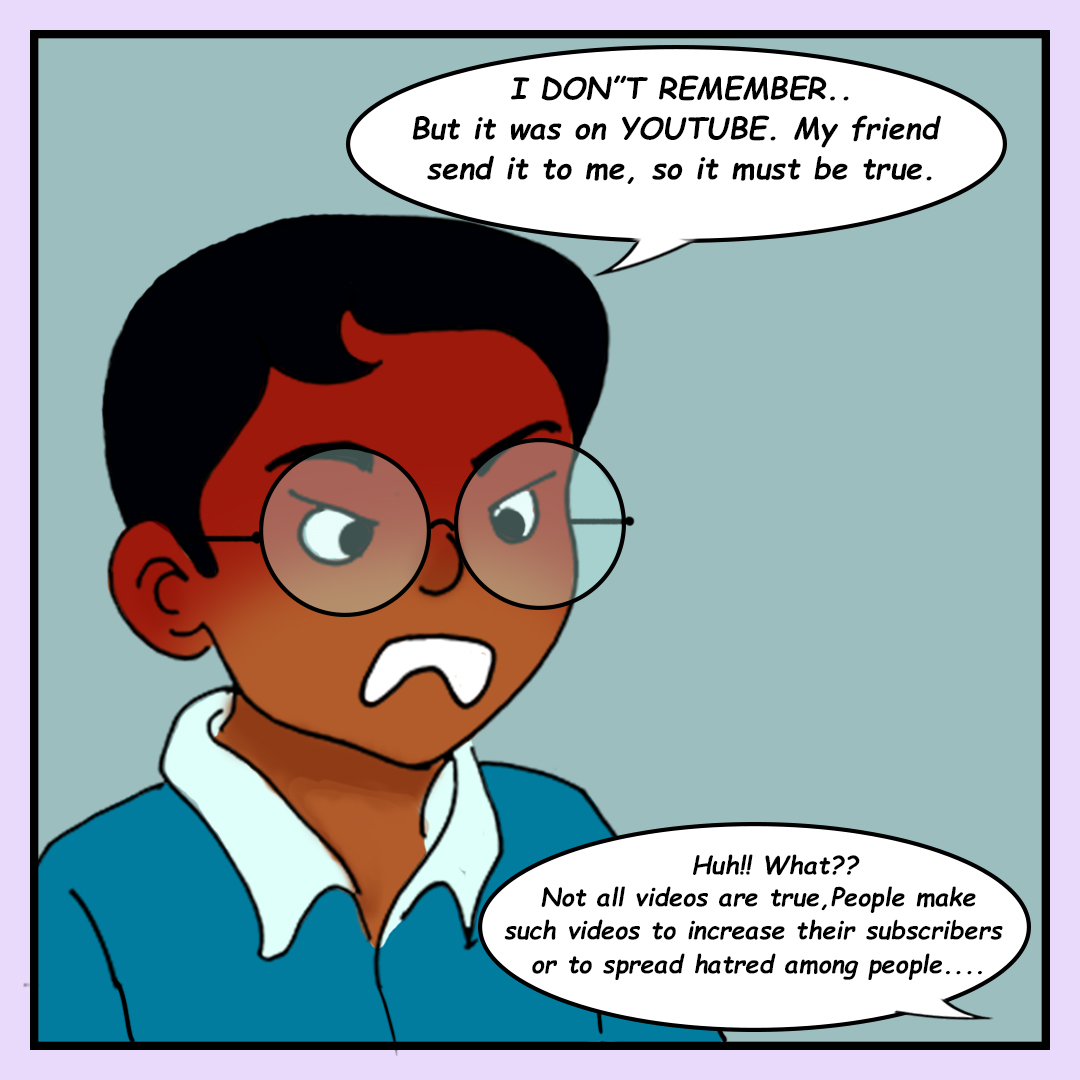 I DON”T REMEMBER..
But it was on YOUTUBE. My friend
send it to me, so it must be true.
Huh!! What??
Not all videos are true,People make
such videos to increase their subscribers
or to spread hatred among people....